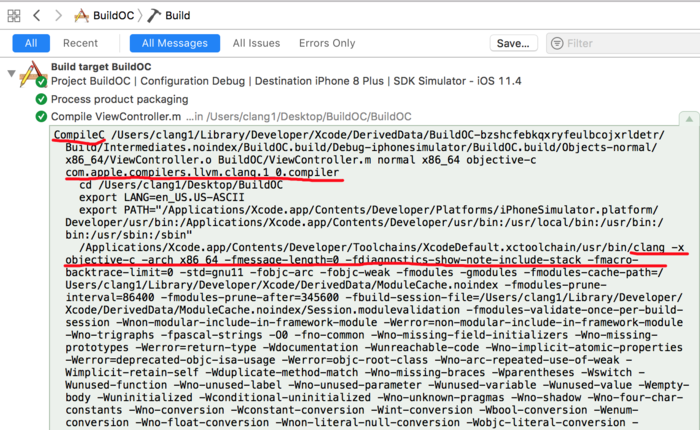 BuildOC > Build
All Recent All Messages All Issues Errors Only Save... Filter
Build target BuildOC
Project BuildOC | Configuration Debug | Destination iPhone 8 Plus | SDK Simulator - iOS 11.4
Process product packaging
Compile ViewController.m ...in /Users/clang1/Desktop/BuildOC/BuildOC
CompileC /Users/clang1/Library/Developer/Xcode/DerivedData/BuildOC-bzshcfebkqxryfeulbcojxrldetr/
Build/Intermediates.noindex/BuildOC.build/Debug-iphonesimulator/BuildOC.build/Objects-normal/
x86_64/ViewController.o BuildOC/ViewController.m normal x86_64 objective-c
com.apple.compilers.llvm.clang.1_0.compiler
cd /Users/clang1/Desktop/BuildOC
export LANG=en_US.US-ASCII
export PATH="/Applications/Xcode.app/Contents/Developer/Platforms/iPhoneSimulator.platform/
Developer/usr/bin:/Applications/Xcode.app/Contents/Developer/usr/bin:/usr/local/bin:/usr/bin:/
bin:/usr/sbin:/sbin"
/Applications/Xcode.app/Contents/Developer/Toolchains/XcodeDefault.xctoolchain/usr/bin/clang -x
objective-c -arch x86_64 -fmessage-length=0 -fdiagnostics-show-note-include-stack -fmacro-
backtrace-limit=0 -std=gnu11 -fobjc-arc -fobjc-weak -fmodules -gmodules -fmodules-cache-path=/
Users/clang1/Library/Developer/Xcode/DerivedData/ModuleCache.noindex -fmodules-prune-
interval=86400 -fmodules-prune-after=345600 -fbuild-session-file=/Users/clang1/Library/Developer/
Xcode/DerivedData/ModuleCache.noindex/Session.modulevalidation -fmodules-validate-once-per-build-
session -Wnon-modular-include-in-framework-module -Werror=non-modular-include-in-framework-module
-Wno-trigraphs -fpascal-strings -O0 -fno-common -Wno-missing-field-initializers -Wno-missing-
prototypes -Werror=return-type -Wdocumentation -Wunreachable-code -Wno-implicit-atomic-properties
-Werror=deprecated-objc-isa-usage -Werror=objc-root-class -Wno-arc-repeated-use-of-weak -
Wimplicit-retain-self -Wduplicate-method-match -Wno-missing-braces -Wparentheses -Wswitch -
Wunused-function -Wno-unused-label -Wno-unused-parameter -Wunused-variable -Wunused-value -Wempty-
body -Wuninitialized -Wconditional-uninitialized -Wno-unknown-pragmas -Wno-shadow -Wno-four-char-
constants -Wno-conversion -Wconstant-conversion -Wint-conversion -Wbool-conversion -Wenum-
conversion -Wno-float-conversion -Wnon-literal-null-conversion -Wobjc-literal-conversion -